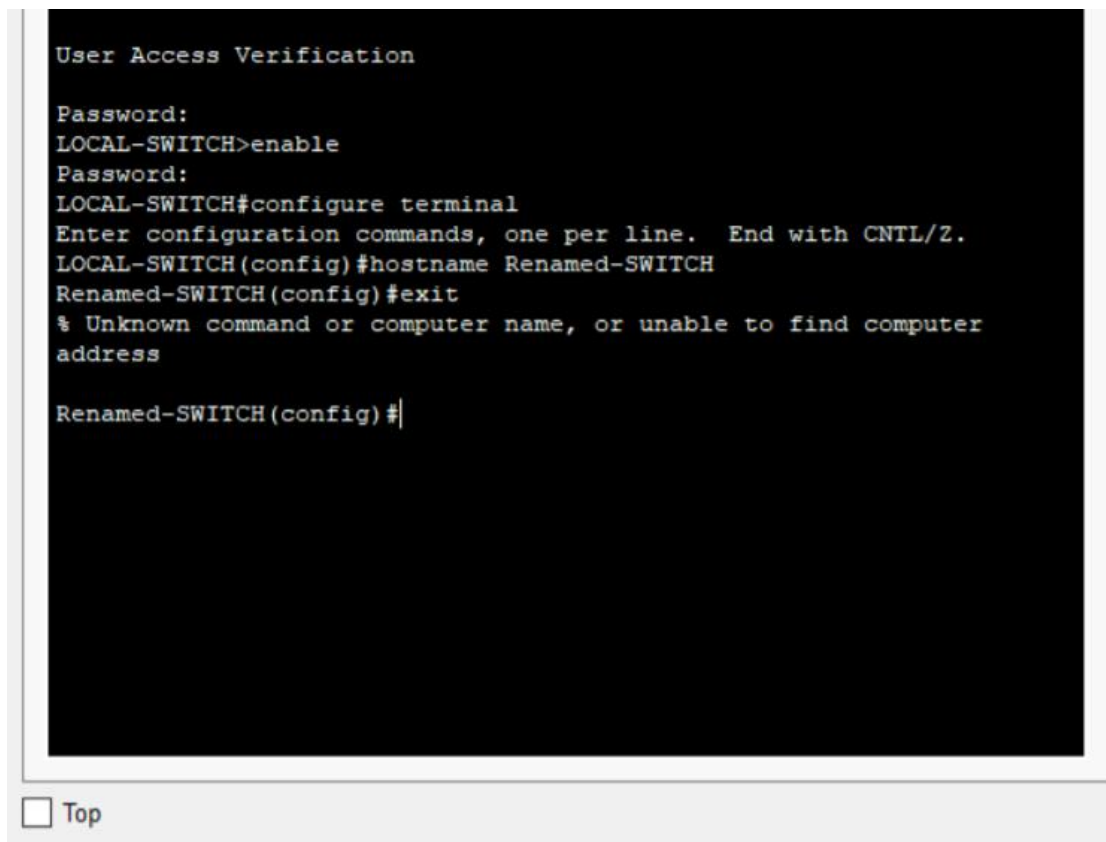 User Access Verification
Password:
LOCAL-SWITCH>enable
Password:
LOCAL-SWITCH#configure terminal
Enter configuration commands, one per line.  End with CNTL/Z.
LOCAL-SWITCH(config)#hostname Renamed-SWITCH
Renamed-SWITCH(config)#exit
% Unknown command or computer name, or unable to find computer
address
Renamed-SWITCH(config)#
Top